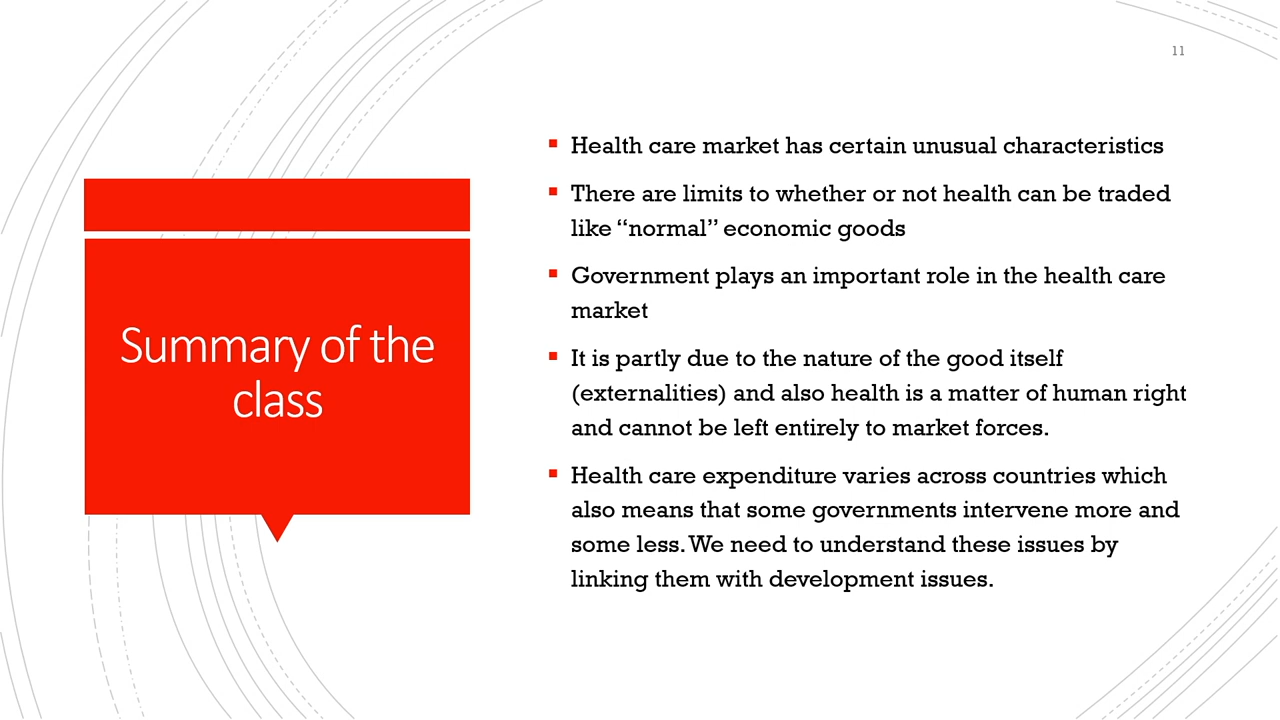 11
Summary of the
class
Health care market has certain unusual characteristics
There are limits to whether or not health can be traded
like “normal” economic goods
Government plays an important role in the health care
market
It is partly due to the nature of the good itself
(externalities) and also health is a matter of human right
and cannot be left entirely to market forces.
Health care expenditure varies across countries which
also means that some governments intervene more and
some less. We need to understand these issues by
linking them with development issues.